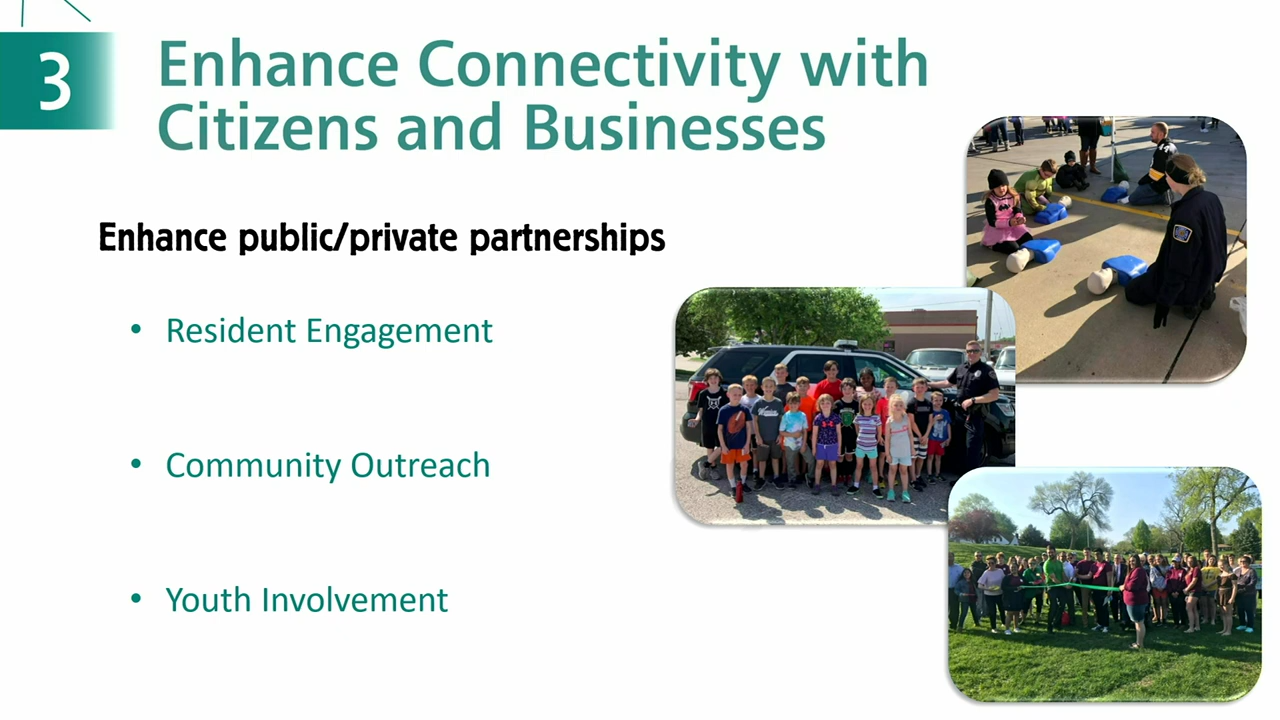 3
Enhance Connectivity with
Citizens and Businesses
Enhance public/private partnerships
• Resident Engagement
• Community Outreach
• Youth Involvement